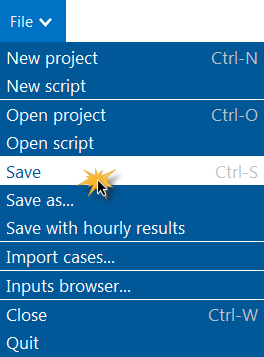 File
New project Ctrl-N
New script
Open project Ctrl-O
Open script
Save Ctrl-S
Save as...
Save with hourly results
Import cases...
Inputs browser...
Close Ctrl-W
Quit